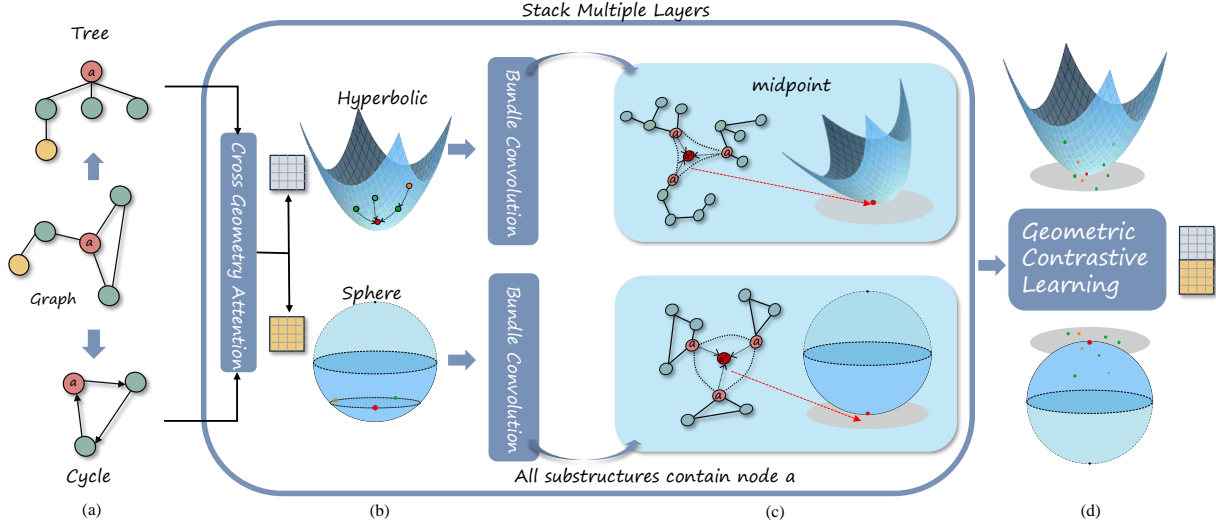 Stack Multiple Layers
Tree
a
Graph
a
Cycle
a
(a)
Cross Geometry Attention
Hyperbolic
Sphere
(b)
Bundle Convolution
Bundle Convolution
midpoint
a
a
a
a
a
a
All substructures contain node a
(c)
Geometric
Contrastive
Learning
(d)